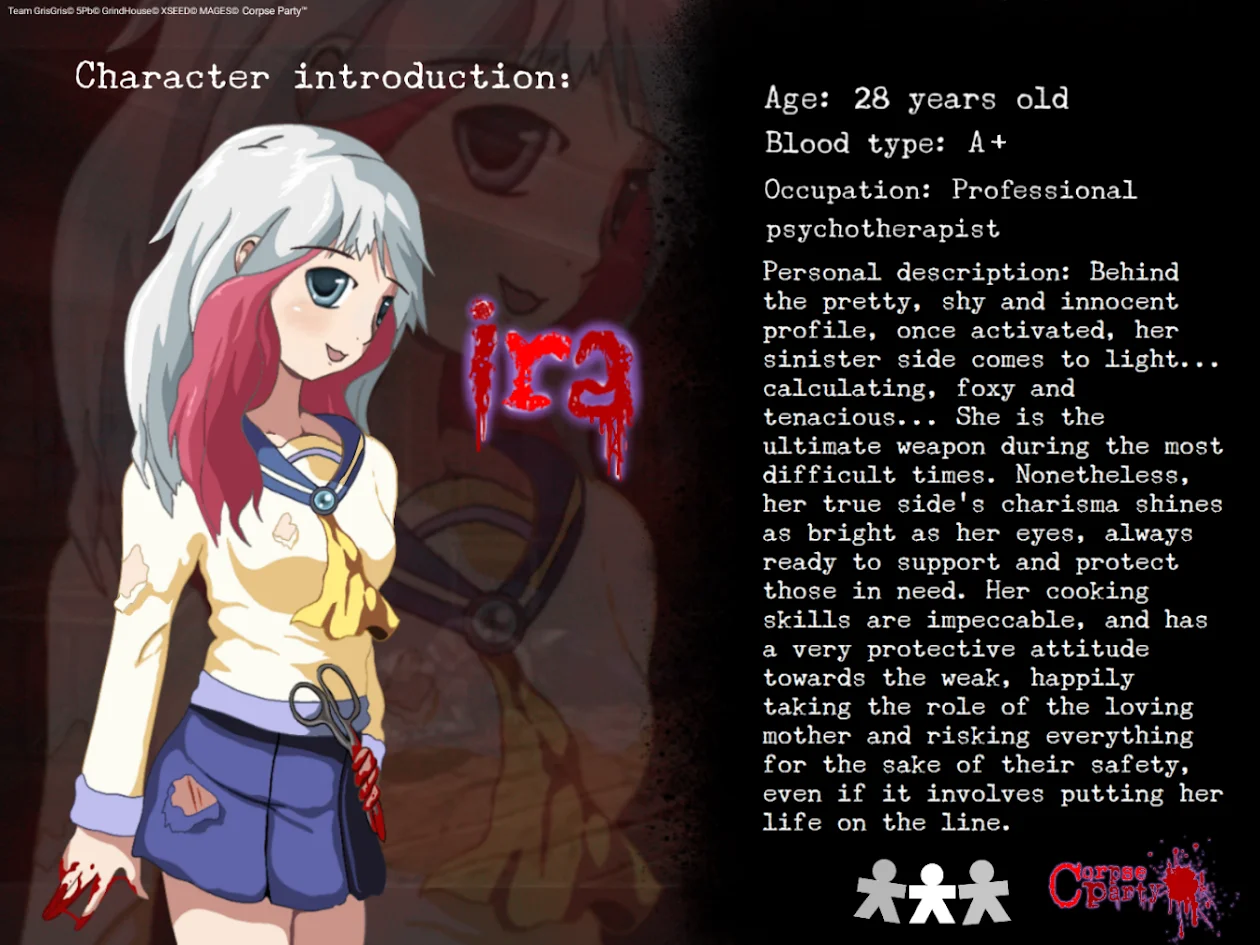 Team GrisGris© 5Pb© GrindHouse© XSEED© MAGES© Corpse Party™
Character introduction:
ira
Age: 28 years old
Blood type: A+
Occupation: Professional
psychotherapist
Personal description: Behind
the pretty, shy and innocent
profile, once activated, her
sinister side comes to light...
calculating, foxy and
tenacious... She is the
ultimate weapon during the most
difficult times. Nonetheless,
her true side's charisma shines
as bright as her eyes, always
ready to support and protect
those in need. Her cooking
skills are impeccable, and has
a very protective attitude
towards the weak, happily
taking the role of the loving
mother and risking everything
for the sake of their safety,
even if it involves putting her
life on the line.
Corpse
Party